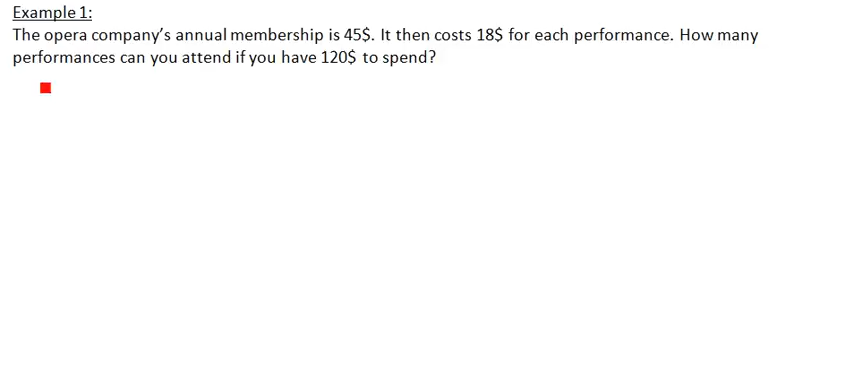 Example 1:
The opera company's annual membership is 45$. It then costs 18$ for each performance. How many
performances can you attend if you have 120$ to spend?